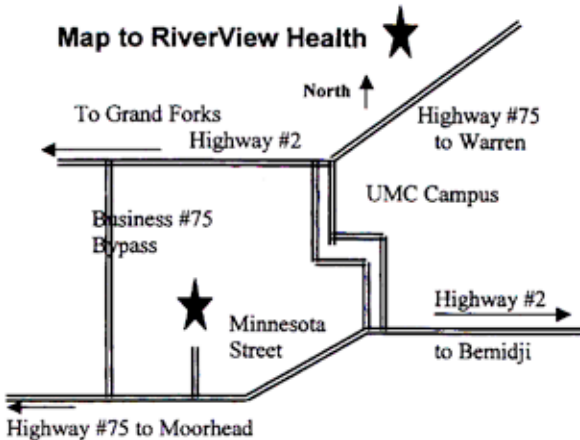 Map to RiverView Health
North
To Grand Forks
Highway #2
Highway #75
to Warren
UMC Campus
Business #75
Bypass
Highway #2
Minnesota
Street
to Bemidji
Highway #75 to Moorhead